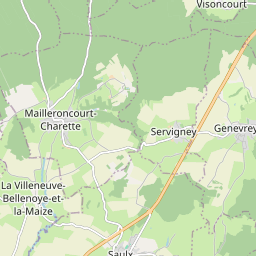 Visoncourt
Mailleroncourt-
Charette
Servigney
Genevrey
La Villeneuve-
Bellenoye-et-
la-Maize
Saulx